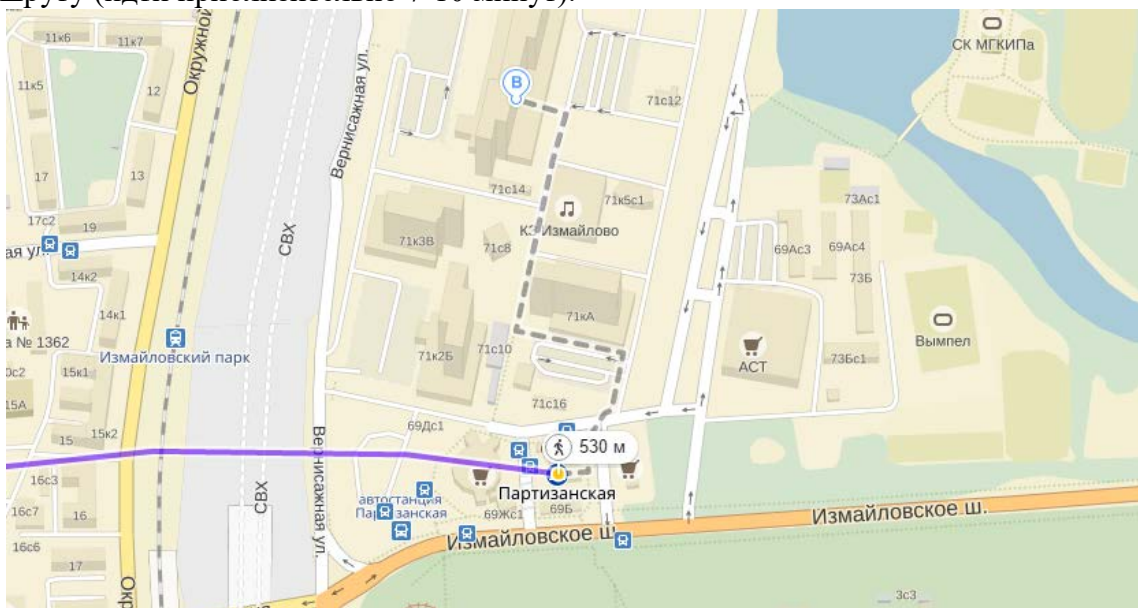 шруту (идти приблизительно 7-10 минут).
11к6
11к7
Окружной
11к5
12
В
СК МГКИПа
71с12
Вернисажная ул.
17
13
17с2
19
ная ул.
СВХ
71с14
71к5с1
КЗ Измайлово
71к3В
71с8
73Ас1
69Ас3
69Ас4
73Б
14к2
14к1
а № 1362
Измайловский парк
71кА
Вымпел
15к1
71к2Б
71с10
АСТ
73Бс1
15А
15
15к2
71с16
69Дс1
530 м
Вернисажная ул.
16с3
СВХ
автостанция
Партизанская
Партизанская
16с7
16
69Жс1
69Б
Измайловское ш.
Измайловское ш.
16с6
17
Окр
3с3